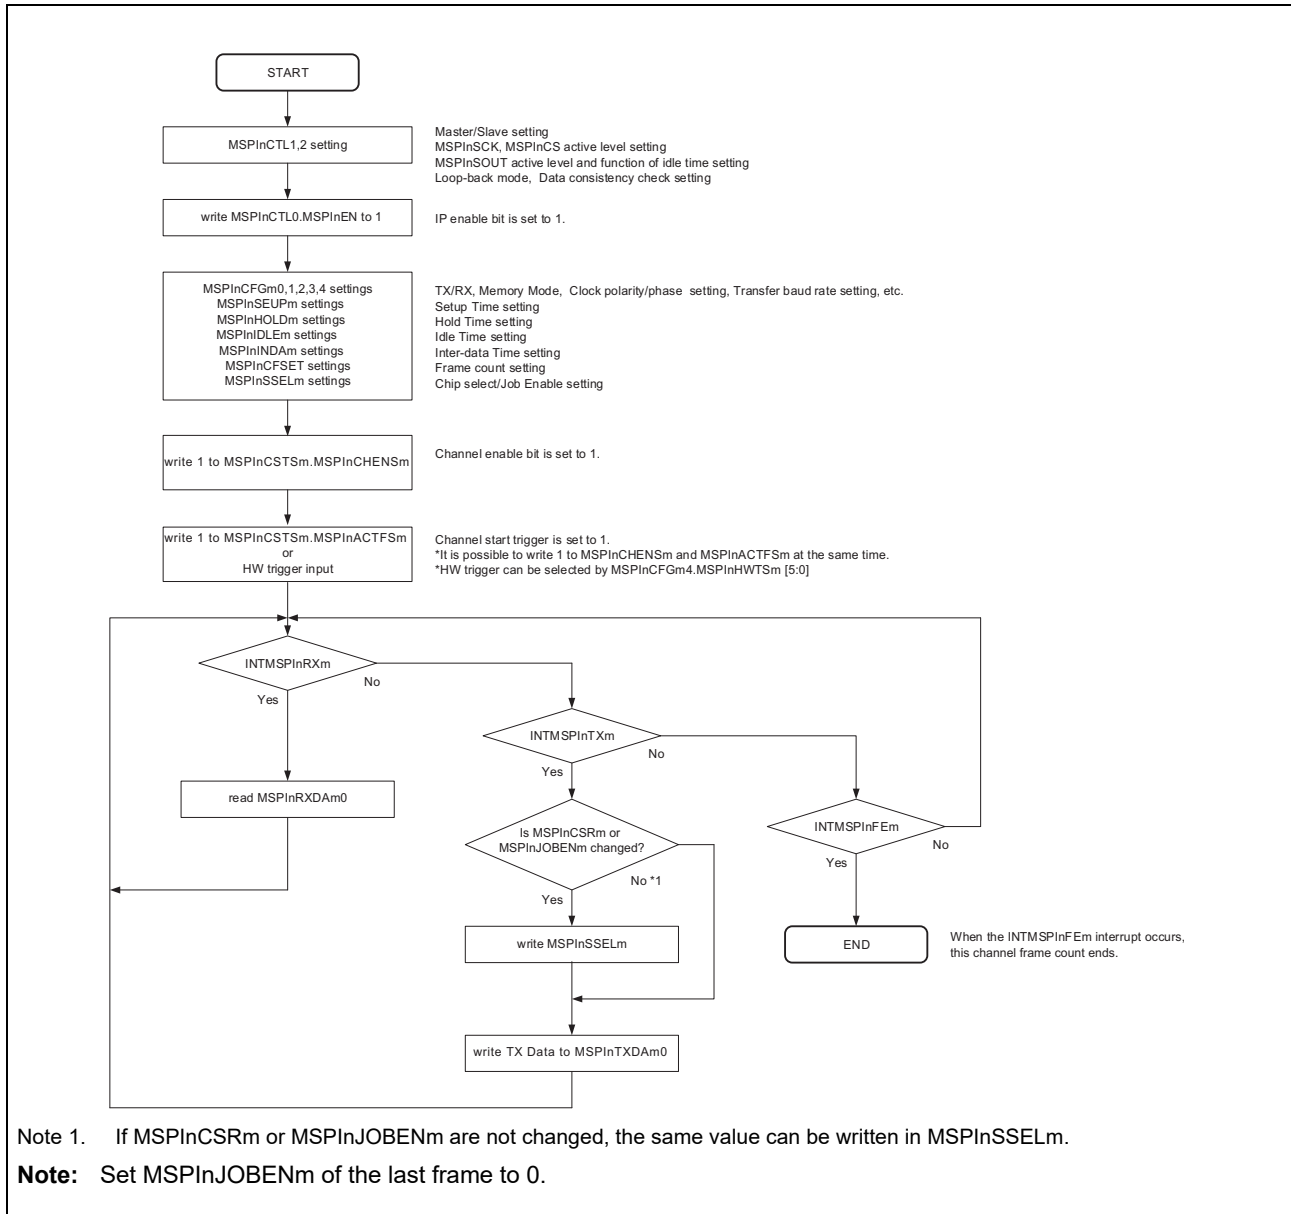 START
MSPInCTL1,2 setting
Master/Slave setting
MSPInSCK, MSPInCS active level setting
MSPInSOUT active level and function of idle time setting
Loop-back mode, Data consistency check setting
write MSPInCTL0.MSPInEN to 1
IP enable bit is set to 1.
MSPInCFGm0,1,2,3,4 settings
MSPInSEUPm settings
MSPInHOLDm settings
MSPInIDLEm settings
MSPInINDAm settings
MSPInCFSET settings
MSPInSSELm settings
TX/RX, Memory Mode, Clock polarity/phase setting, Transfer baud rate setting, etc.
Setup Time setting
Hold Time setting
Idle Time setting
Inter-data Time setting
Frame count setting
Chip select/Job Enable setting
write 1 to MSPInCSTSm.MSPInCHENSm
Channel enable bit is set to 1.
write 1 to MSPInCSTSm.MSPInACTFSm
or
HW trigger input
Channel start trigger is set to 1.
*It is possible to write 1 to MSPInCHENSm and MSPInACTFSm at the same time.
*HW trigger can be selected by MSPInCFGm4.MSPInHWTSm [5:0]
INTMSPInRXm
No
Yes
INTMSPInTXm
No
Yes
read MSPInRXDAm0
Is MSPInCSRm or
MSPInJOBENm changed?
No *1
Yes
INTMSPInFEm
No
Yes
write MSPInSSELm
END
When the INTMSPInFEm interrupt occurs,
this channel frame count ends.
write TX Data to MSPInTXDAm0
Note 1. If MSPInCSRm or MSPInJOBENm are not changed, the same value can be written in MSPInSSELm.
Note: Set MSPInJOBENm of the last frame to 0.